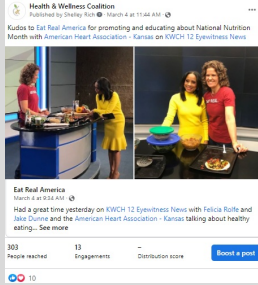 Health & Wellness Coalition
Published by Shelley Rich · March 4 at 11:44 AM ·
Kudos to Eat Real America for promoting and educating about National Nutrition
Month with American Heart Association - Kansas on KWCH 12 Eyewitness News
Eat Real America
March 4 at 9:34 AM ·
Had a great time yesterday on KWCH 12 Eyewitness News with Felicia Rolfe and
Jake Dunne and the American Heart Association - Kansas talking about healthy
eating... See more
303
13
–
People reached
Engagements
Distribution score
Boost a post
10